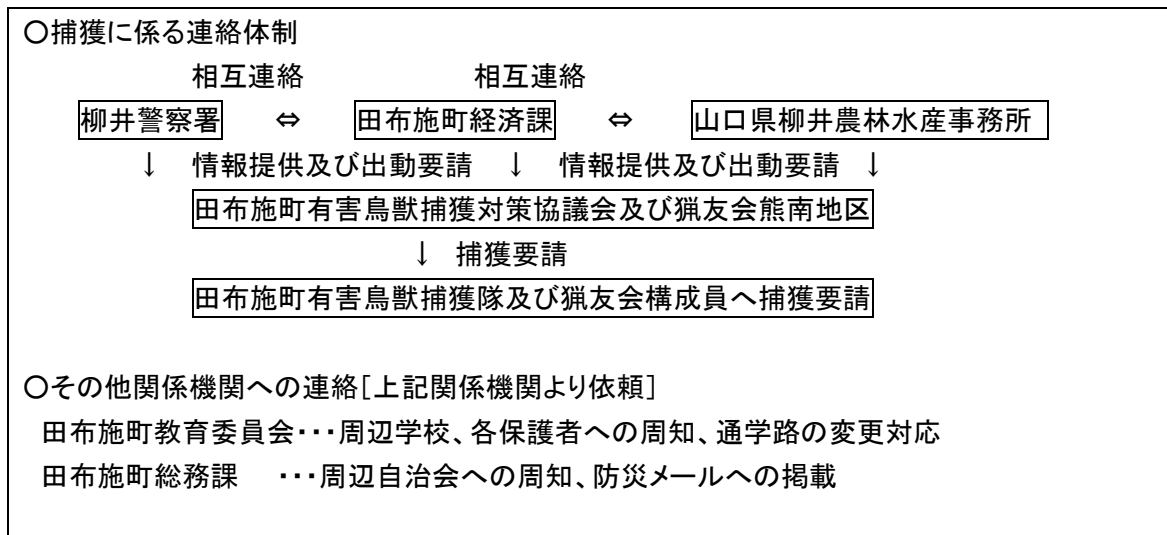 ○捕獲に係る連絡体制
相互連絡 相互連絡
柳井警察署 ⇔ 田布施町経済課 ⇔ 山口県柳井農林水産事務所
↓ 情報提供及び出動要請 ↓ 情報提供及び出動要請 ↓
田布施町有害鳥獣捕獲対策協議会及び猟友会熊南地区
↓ 捕獲要請
田布施町有害鳥獣捕獲隊及び猟友会構成員へ捕獲要請
○その他関係機関への連絡[上記関係機関より依頼]
田布施町教育委員会・・・周辺学校、各保護者への周知、通学路の変更対応
田布施町総務課 ・・・周辺自治会への周知、防災メールへの掲載